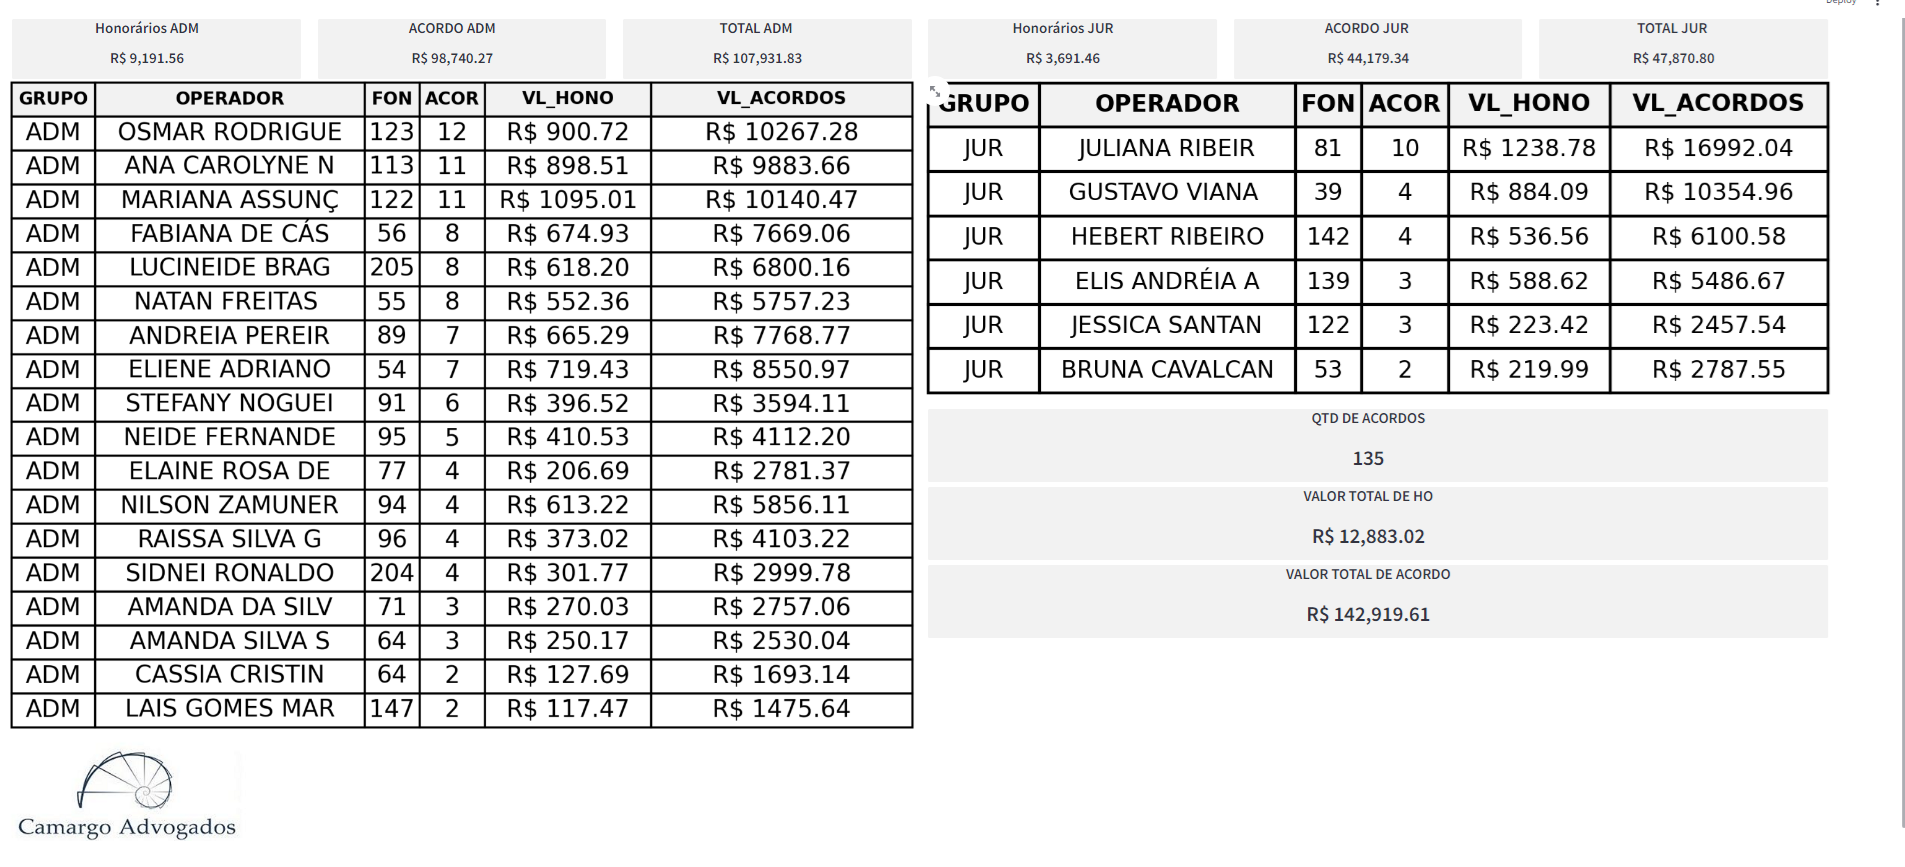 Deploy
Honorários ADM
R$ 9,191.56
ACORDO ADM
R$ 98,740.27
TOTAL ADM
R$ 107,931.83
Honorários JUR
R$ 3,691.46
ACORDO JUR
R$ 44,179.34
TOTAL JUR
R$ 47,870.80
GRUPO OPERADOR FON ACOR VL_HONO VL_ACORDOS
ADM OSMAR RODRIGUE 123 12 R$ 900.72 R$ 10267.28
ADM ANA CAROLYNE N 113 11 R$ 898.51 R$ 9883.66
ADM MARIANA ASSUNÇ 122 11 R$ 1095.01 R$ 10140.47
ADM FABIANA DE CÁS 56 8 R$ 674.93 R$ 7669.06
ADM LUCINEIDE BRAG 205 8 R$ 618.20 R$ 6800.16
ADM NATAN FREITAS 55 8 R$ 552.36 R$ 5757.23
ADM ANDREIA PEREIR 89 7 R$ 665.29 R$ 7768.77
ADM ELIENE ADRIANO 54 7 R$ 719.43 R$ 8550.97
ADM STEFANY NOGUEI 91 6 R$ 396.52 R$ 3594.11
ADM NEIDE FERNANDE 95 5 R$ 410.53 R$ 4112.20
ADM ELAINE ROSA DE 77 4 R$ 206.69 R$ 2781.37
ADM NILSON ZAMUNER 94 4 R$ 613.22 R$ 5856.11
ADM RAISSA SILVA G 96 4 R$ 373.02 R$ 4103.22
ADM SIDNEI RONALDO 204 4 R$ 301.77 R$ 2999.78
ADM AMANDA DA SILV 71 3 R$ 270.03 R$ 2757.06
ADM AMANDA SILVA S 64 3 R$ 250.17 R$ 2530.04
ADM CASSIA CRISTIN 64 2 R$ 127.69 R$ 1693.14
ADM LAIS GOMES MAR 147 2 R$ 117.47 R$ 1475.64
GRUPO OPERADOR FON ACOR VL_HONO VL_ACORDOS
JUR JULIANA RIBEIR 81 10 R$ 1238.78 R$ 16992.04
JUR GUSTAVO VIANA 39 4 R$ 884.09 R$ 10354.96
JUR HEBERT RIBEIRO 142 4 R$ 536.56 R$ 6100.58
JUR ELIS ANDRÉIA A 139 3 R$ 588.62 R$ 5486.67
JUR JESSICA SANTAN 122 3 R$ 223.42 R$ 2457.54
JUR BRUNA CAVALCAN 53 2 R$ 219.99 R$ 2787.55
QTD DE ACORDOS
135
VALOR TOTAL DE HO
R$ 12,883.02
VALOR TOTAL DE ACORDO
R$ 142,919.61
Camargo Advogados